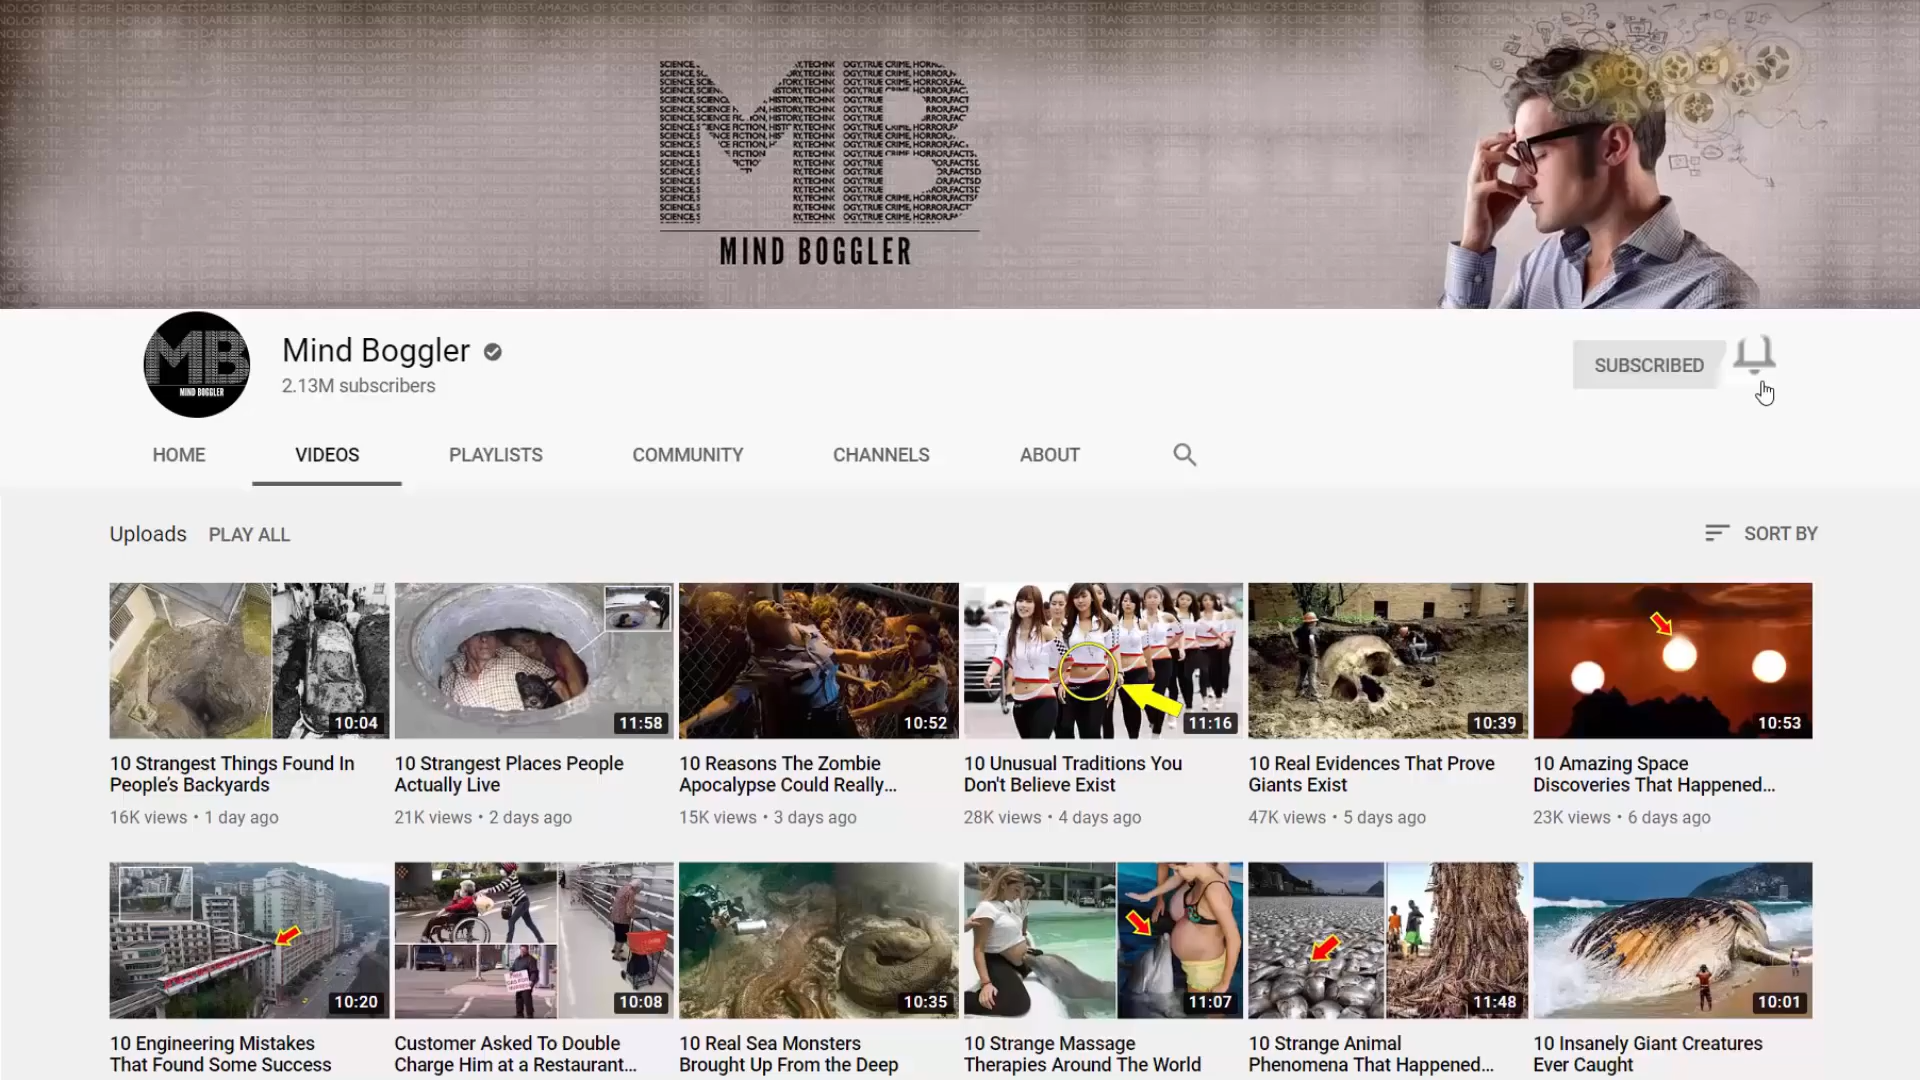 MIND BOGGLER
MIND BOGGLER
Mind Boggler
2.13M subscribers
SUBSCRIBED
HOME VIDEOS PLAYLISTS COMMUNITY CHANNELS ABOUT
Uploads PLAY ALL SORT BY
10:04 11:58 10:52 11:16 10:39 10:53
10 Strangest Things Found In
People’s Backyards
16K views • 1 day ago
10 Strangest Places People
Actually Live
21K views • 2 days ago
10 Reasons The Zombie
Apocalypse Could Really...
15K views • 3 days ago
10 Unusual Traditions You
Don't Believe Exist
28K views • 4 days ago
10 Real Evidences That Prove
Giants Exist
47K views • 5 days ago
10 Amazing Space
Discoveries That Happened...
23K views • 6 days ago
10:20 10:08 10:35 11:07 11:48 10:01
10 Engineering Mistakes
That Found Some Success
Customer Asked To Double
Charge Him at a Restaurant...
10 Real Sea Monsters
Brought Up From the Deep
10 Strange Massage
Therapies Around The World
10 Strange Animal
Phenomena That Happened...
10 Insanely Giant Creatures
Ever Caught